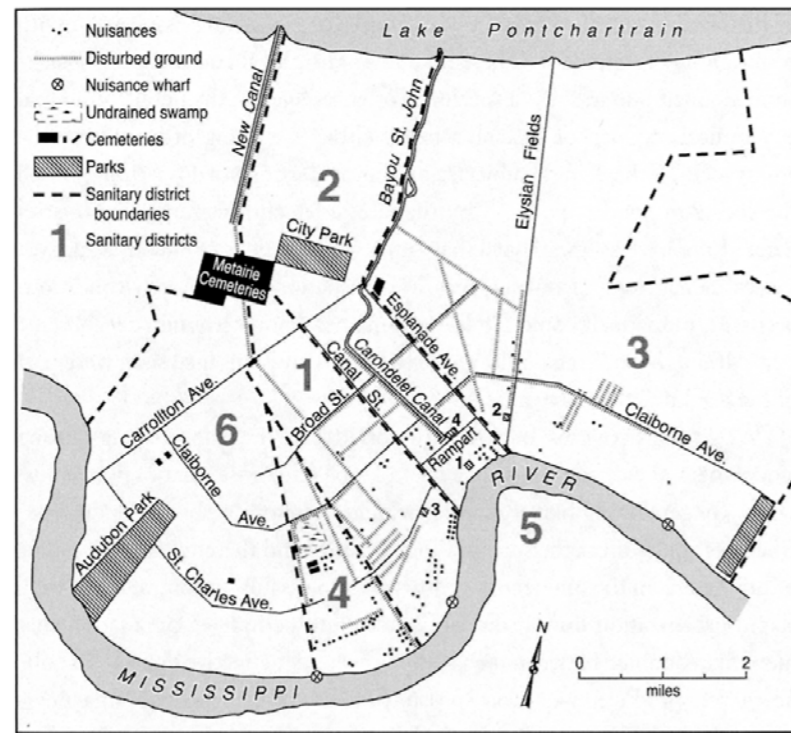 Lake Pontchartrain
Nuisances
Disturbed ground
Nuisance wharf
Undrained swamp
Cemeteries
Parks
Sanitary district
boundaries
1 Sanitary districts
New Canal
Bayou St. John
Elysian Fields
2
City Park
Metairie
Cemeteries
Esplanade Ave.
3
Caroncelet Canal
1
Canal St.
Broad St.
Carrollton Ave.
6
Claiborne
Ave.
4
2
Rampart
Claiborne Ave.
RIVER
3
5
Audubon Park
St. Charles Ave.
4
MISSISSIPPI
N
0 2
miles